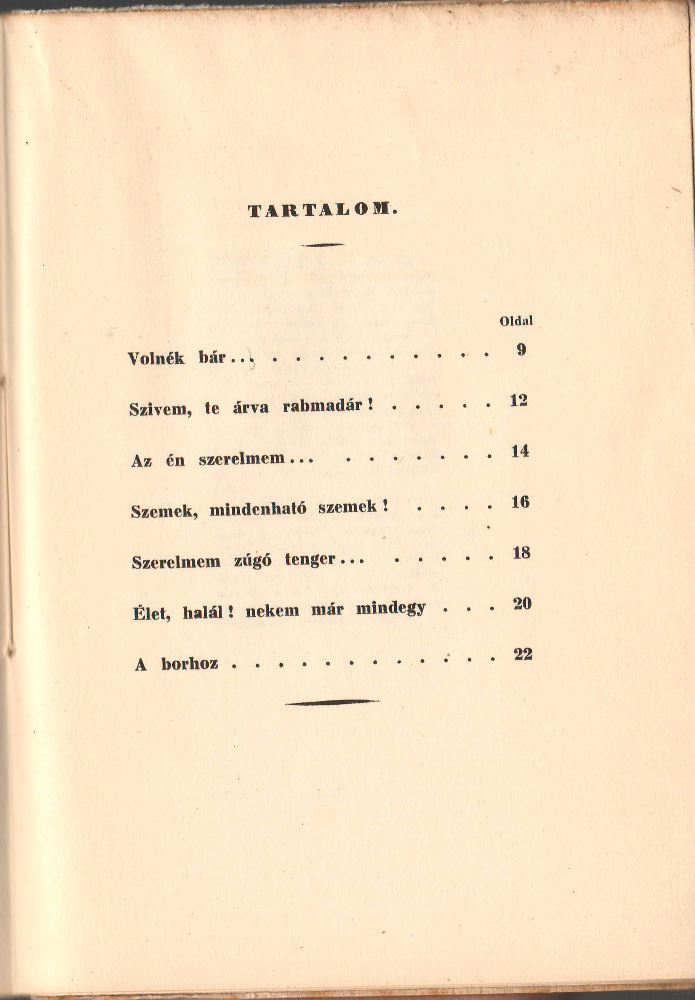 TARTALOM.
Oldal
Volnék bár... . . . . . . . . . . 9
Szivem, te árva rabmadár! . . . . . 12
Az én szerelmem... . . . . . . . 14
Szemek, mindenható szemek! . . . . 16
Szerelmem zúgó tenger... . . . . . 18
Élet, halál! nekem már mindegy . . . 20
A borhoz . . . . . . . . . . . . 22